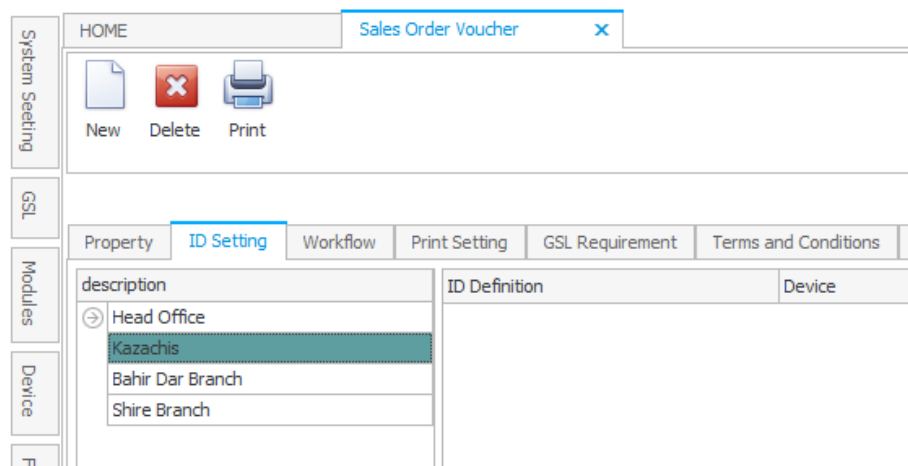 HOME Sales Order Voucher
New Delete Print
System Seeting
GSL
Modules
Device
Property ID Setting Workflow Print Setting GSL Requirement Terms and Conditions
description
Head Office
Kazachis
Bahir Dar Branch
Shire Branch
ID Definition Device